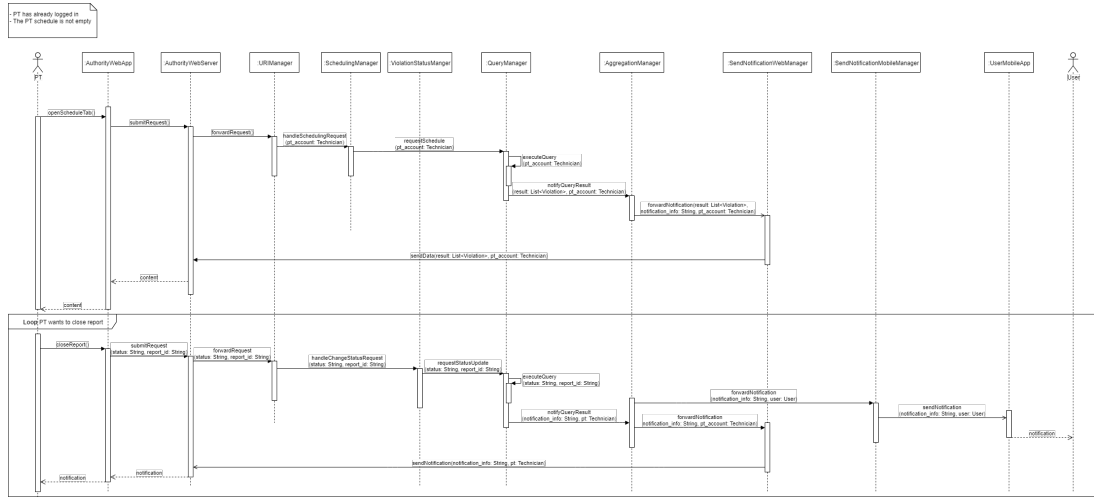 - PT has already logged in
- The PT schedule is not empty
PT
:AuthorityWebApp
:AuthorityWebServer
:URIManager
:SchedulingManager
:ViolationStatusManger
:QueryManager
:AggregationManager
:SendNotificationWebManager
:SendNotificationMobileManager
:UserMobileApp
User
openScheduleTab()
submitRequest()
forwardRequest()
handleSchedulingRequest
(pt_account: Technician)
requestSchedule
(pt_account: Technician)
executeQuery
(pt_account: Technician)
notifyQueryResult
(result: List<Violation>, pt_account: Technician)
forwardNotification(result: List<Violation>,
notification_info: String, pt_account: Technician)
sendData(result: List<Violation>, pt_account: Technician)
content
content
Loop PT wants to close report
closeReport()
submitRequest
(status: String, report_id: String)
forwardRequest
(status: String, report_id: String)
handleChangeStatusRequest
(status: String, report_id: String)
requestStatusUpdate
(status: String, report_id: String)
executeQuery
(status: String, report_id: String)
forwardNotification
(notification_info: String, user: User)
sendNotification
(notification_info: String, user: User)
notifyQueryResult
(notification_info: String, pt: Technician)
forwardNotification
(notification_info: String, pt_account: Technician)
notification
sendNotification(notification_info: String, pt: Technician)
notification
notification